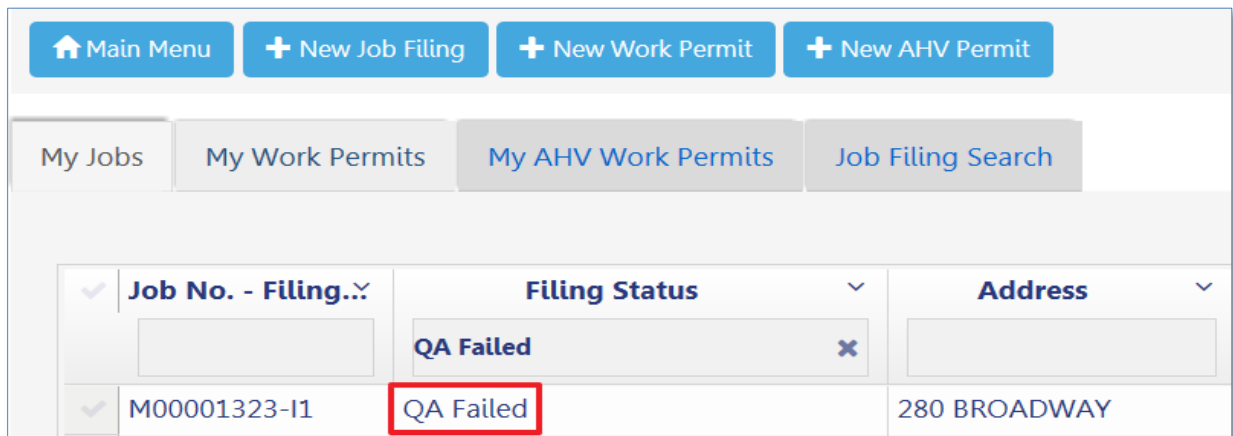 Main Menu
New Job Filing
New Work Permit
New AHV Permit
My Jobs
My Work Permits
My AHV Work Permits
Job Filing Search
Job No. - Filing...
Filing Status
Address
QA Failed
M00001323-I1
QA Failed
280 BROADWAY